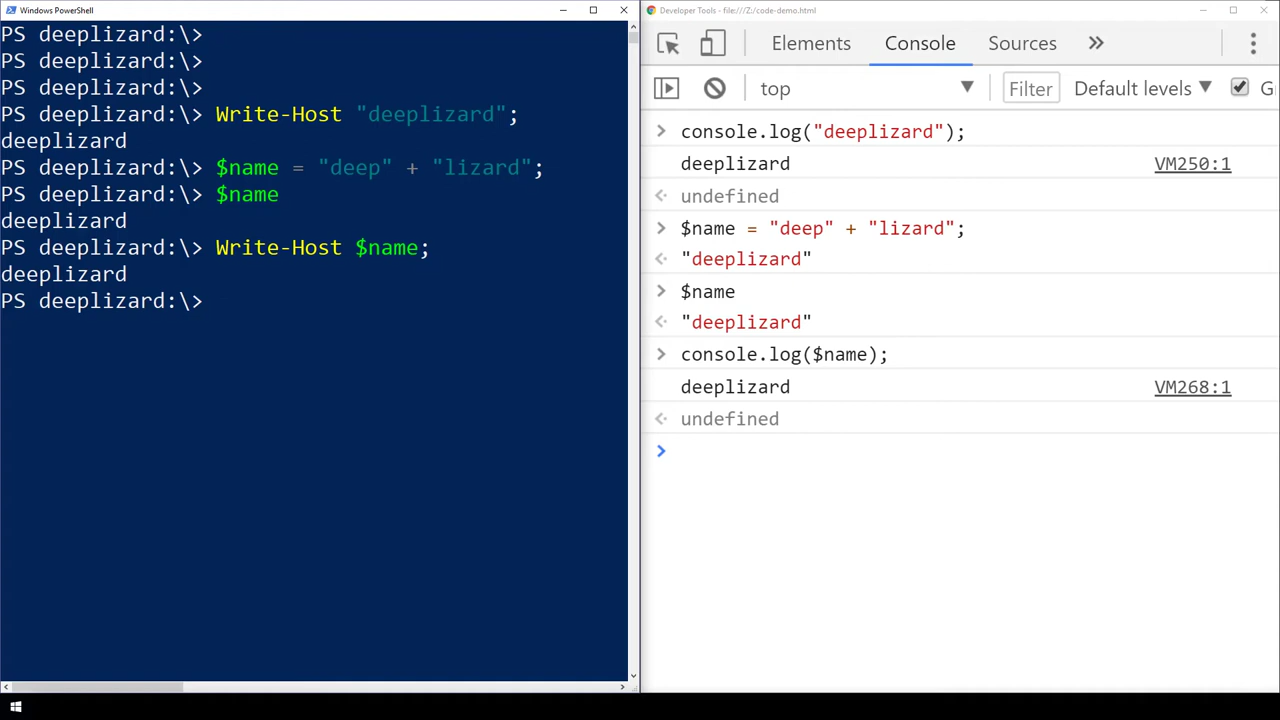 Windows PowerShell
PS deeplizard:\>
PS deeplizard:\>
PS deeplizard:\>
PS deeplizard:\> Write-Host "deeplizard";
deeplizard
PS deeplizard:\> $name = "deep" + "lizard";
PS deeplizard:\> $name
deeplizard
PS deeplizard:\> Write-Host $name;
deeplizard
PS deeplizard:\>
Developer Tools - file:///Z:/code-demo.html
Elements Console Sources »
top Filter Default levels G
> console.log("deeplizard");
deeplizard VM250:1
undefined
> $name = "deep" + "lizard";
"deeplizard"
> $name
"deeplizard"
> console.log($name);
deeplizard VM268:1
undefined
>